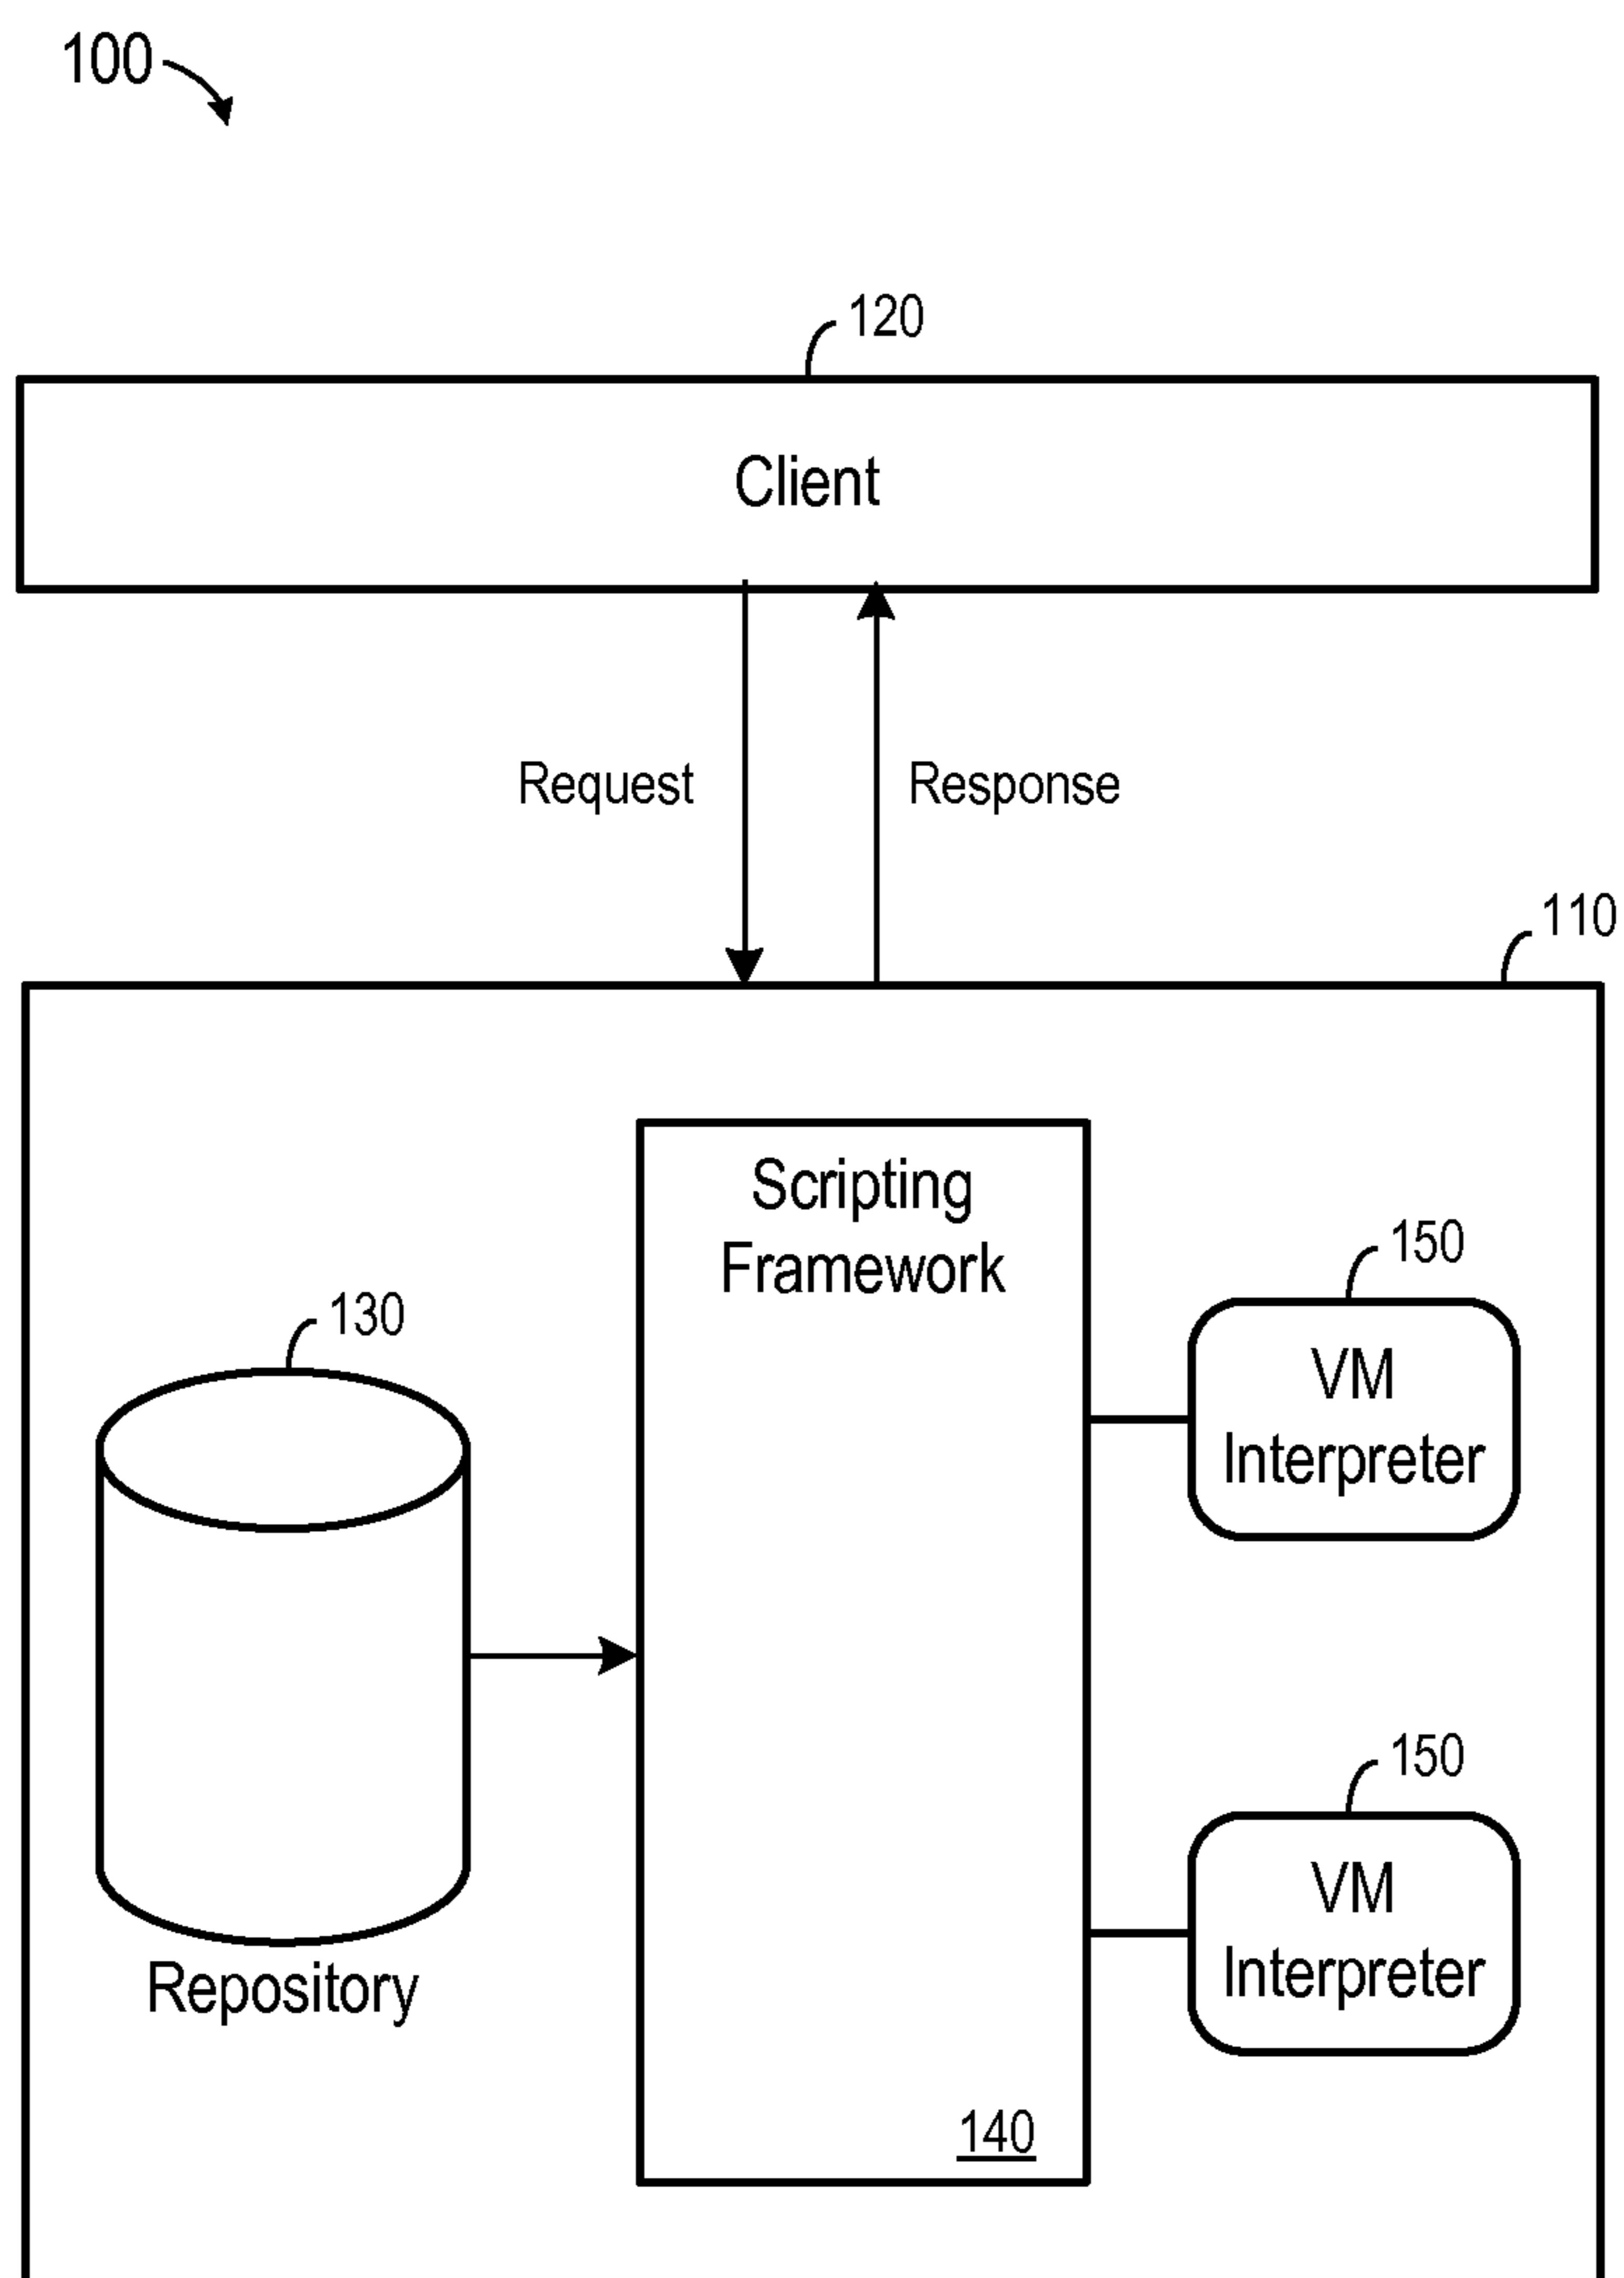 100
120
Client
Request
Response
110
Scripting
Framework
150
VM
Interpreter
130
150
VM
Interpreter
Repository
140